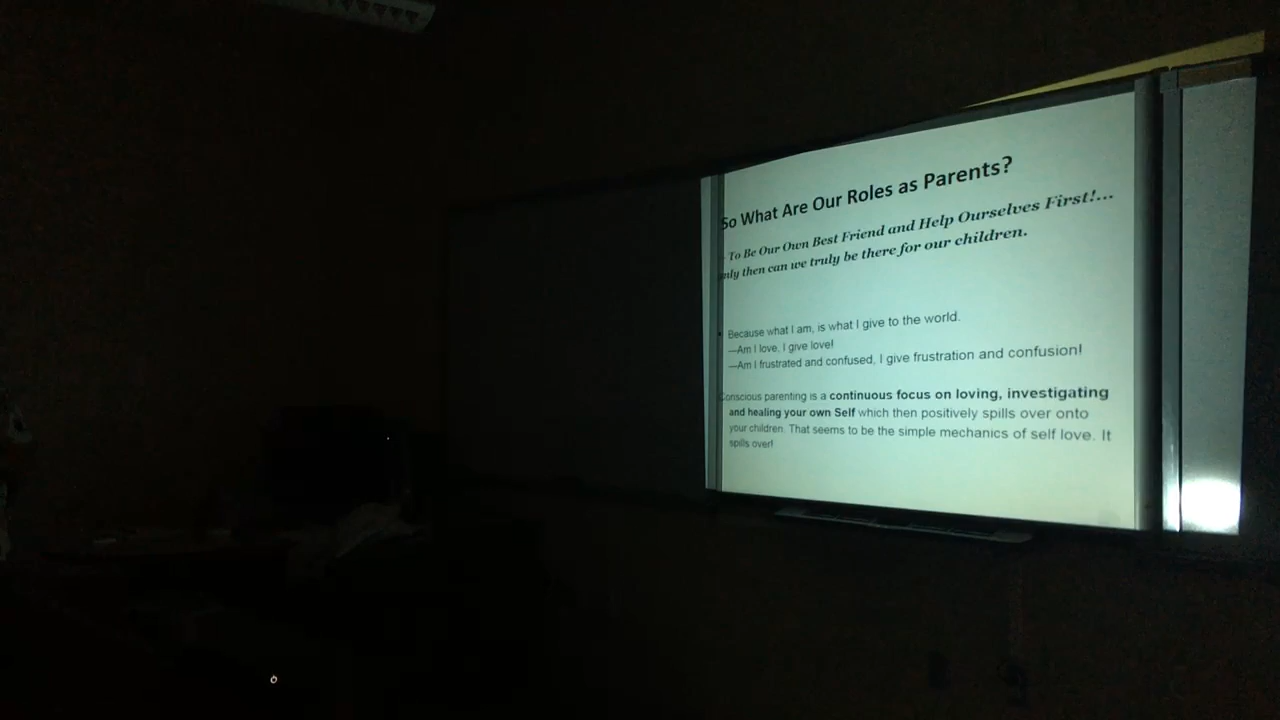 So What Are Our Roles as Parents?
To Be Our Own Best Friend and Help Ourselves First!...
only then can we truly be there for our children.
• Because what I am, is what I give to the world.
—Am I love, I give love!
—Am I frustrated and confused, I give frustration and confusion!
Conscious parenting is a continuous focus on loving, investigating
and healing your own Self which then positively spills over onto
your children. That seems to be the simple mechanics of self love. It
spills over!